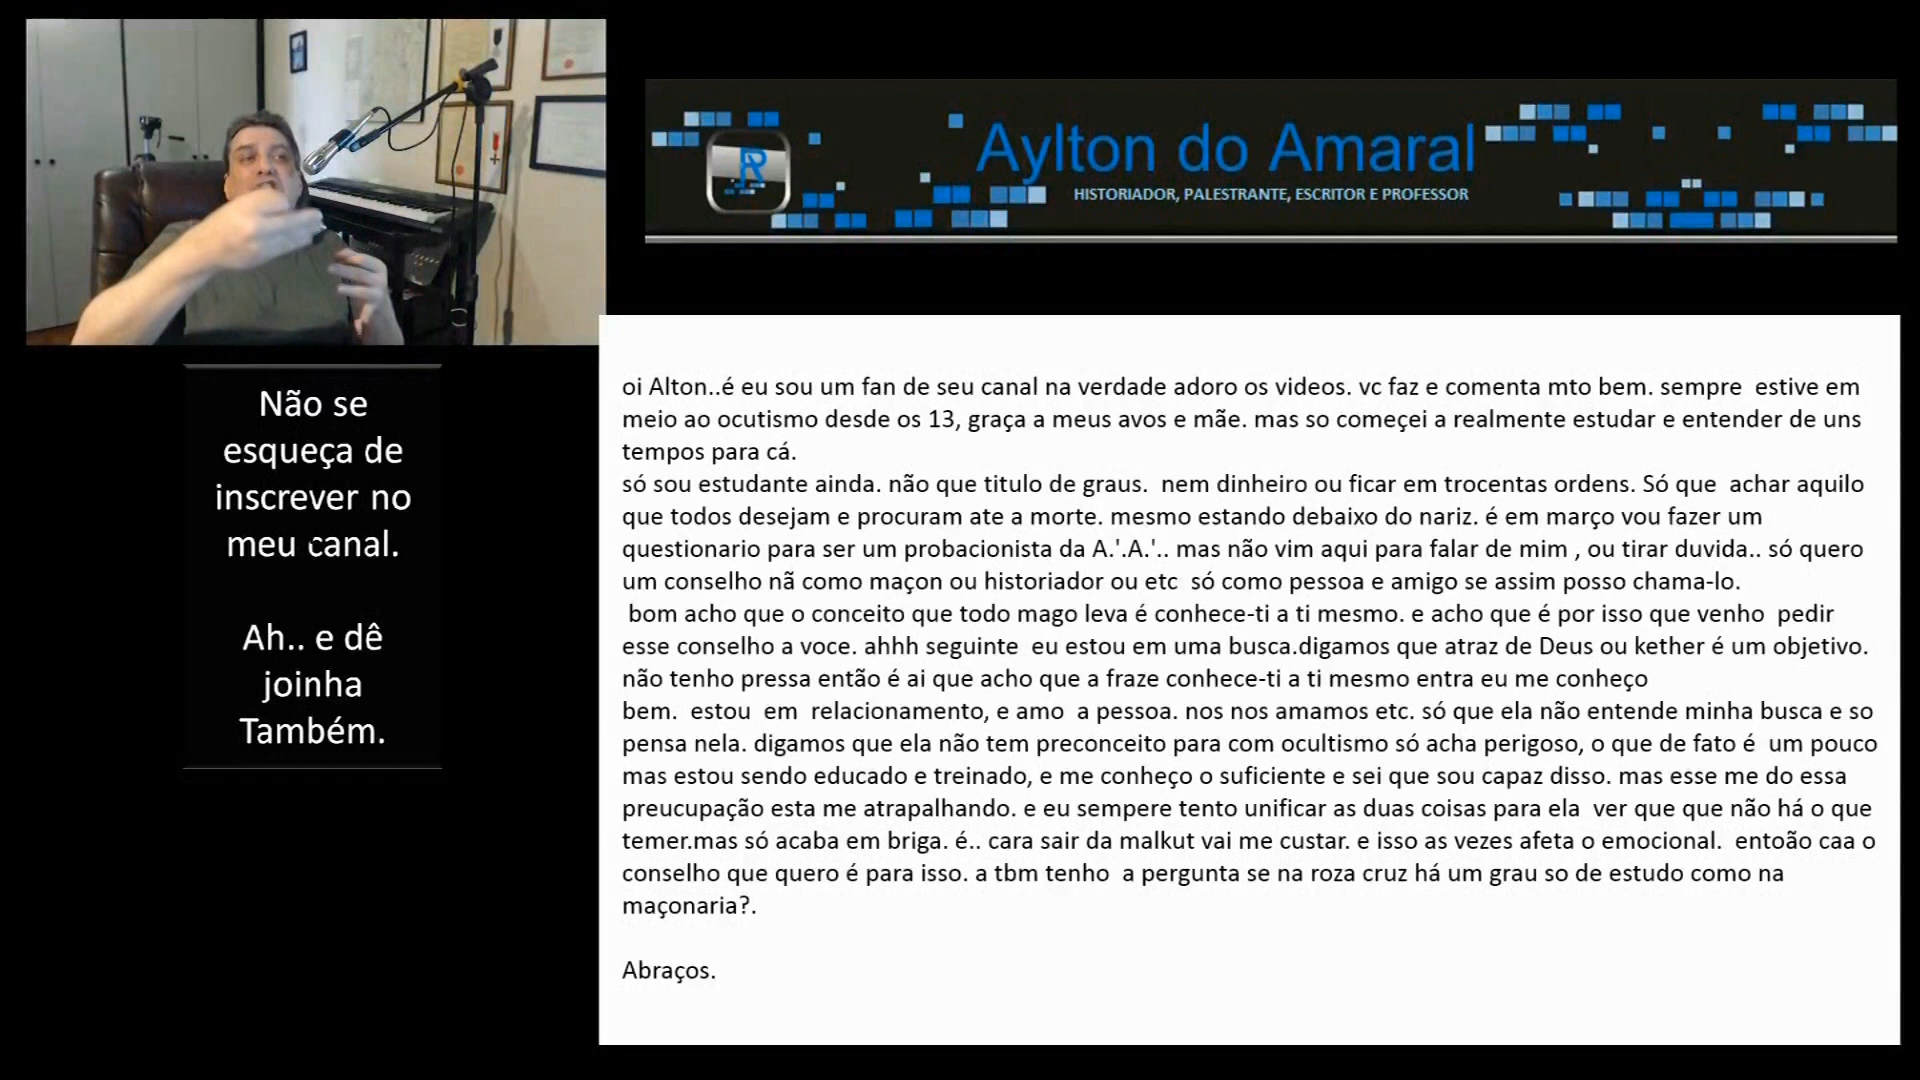 Aylton do Amaral
HISTORIADOR, PALESTRANTE, ESCRITOR E PROFESSOR
Não se
esqueça de
inscrever no
meu canal.
Ah.. e dê
joinha
Também.
oi Alton..é eu sou um fan de seu canal na verdade adoro os videos. vc faz e comenta mto bem. sempre estive em
meio ao ocutismo desde os 13, graça a meus avos e mãe. mas so começei a realmente estudar e entender de uns
tempos para cá.
só sou estudante ainda. não que titulo de graus. nem dinheiro ou ficar em trocentas ordens. Só que achar aquilo
que todos desejam e procuram ate a morte. mesmo estando debaixo do nariz. é em março vou fazer um
questionario para ser um probacionista da A.'.A.'.. mas não vim aqui para falar de mim , ou tirar duvida.. só quero
um conselho nã como maçon ou historiador ou etc só como pessoa e amigo se assim posso chama-lo.
bom acho que o conceito que todo mago leva é conhece-ti a ti mesmo. e acho que é por isso que venho pedir
esse conselho a voce. ahhh seguinte eu estou em uma busca.digamos que atraz de Deus ou kether é um objetivo.
não tenho pressa então é ai que acho que a fraze conhece-ti a ti mesmo entra eu me conheço
bem. estou em relacionamento, e amo a pessoa. nos nos amamos etc. só que ela não entende minha busca e so
pensa nela. digamos que ela não tem preconceito para com ocultismo só acha perigoso, o que de fato é um pouco
mas estou sendo educado e treinado, e me conheço o suficiente e sei que sou capaz disso. mas esse me do essa
preucupação esta me atrapalhando. e eu sempere tento unificar as duas coisas para ela ver que que não há o que
temer.mas só acaba em briga. é.. cara sair da malkut vai me custar. e isso as vezes afeta o emocional. entoão caa o
conselho que quero é para isso. a tbm tenho a pergunta se na roza cruz há um grau so de estudo como na
maçonaria?.
Abraços.